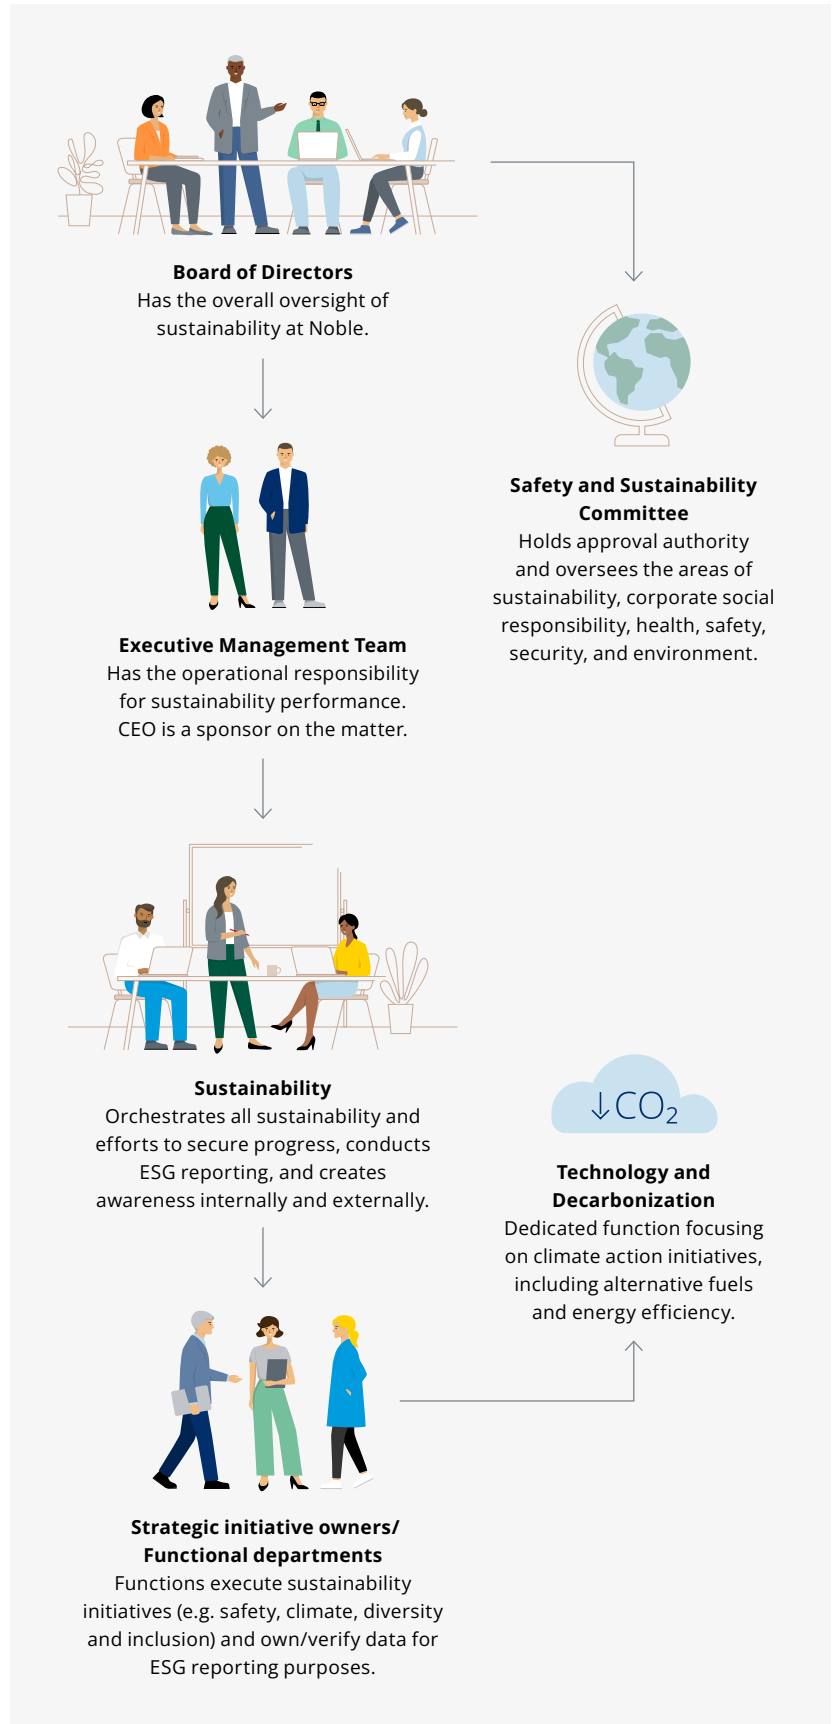 Board of Directors
Has the overall oversight of
sustainability at Noble.
Safety and Sustainability
Committee
Holds approval authority
and oversees the areas of
sustainability, corporate social
responsibility, health, safety,
security, and environment.
Executive Management Team
Has the operational responsibility
for sustainability performance.
CEO is a sponsor on the matter.
Sustainability
Orchestrates all sustainability and
efforts to secure progress, conducts
ESG reporting, and creates
awareness internally and externally.
↓CO₂
Technology and
Decarbonization
Dedicated function focusing
on climate action initiatives,
including alternative fuels
and energy efficiency.
Strategic initiative owners/
Functional departments
Functions execute sustainability
initiatives (e.g. safety, climate, diversity
and inclusion) and own/verify data for
ESG reporting purposes.